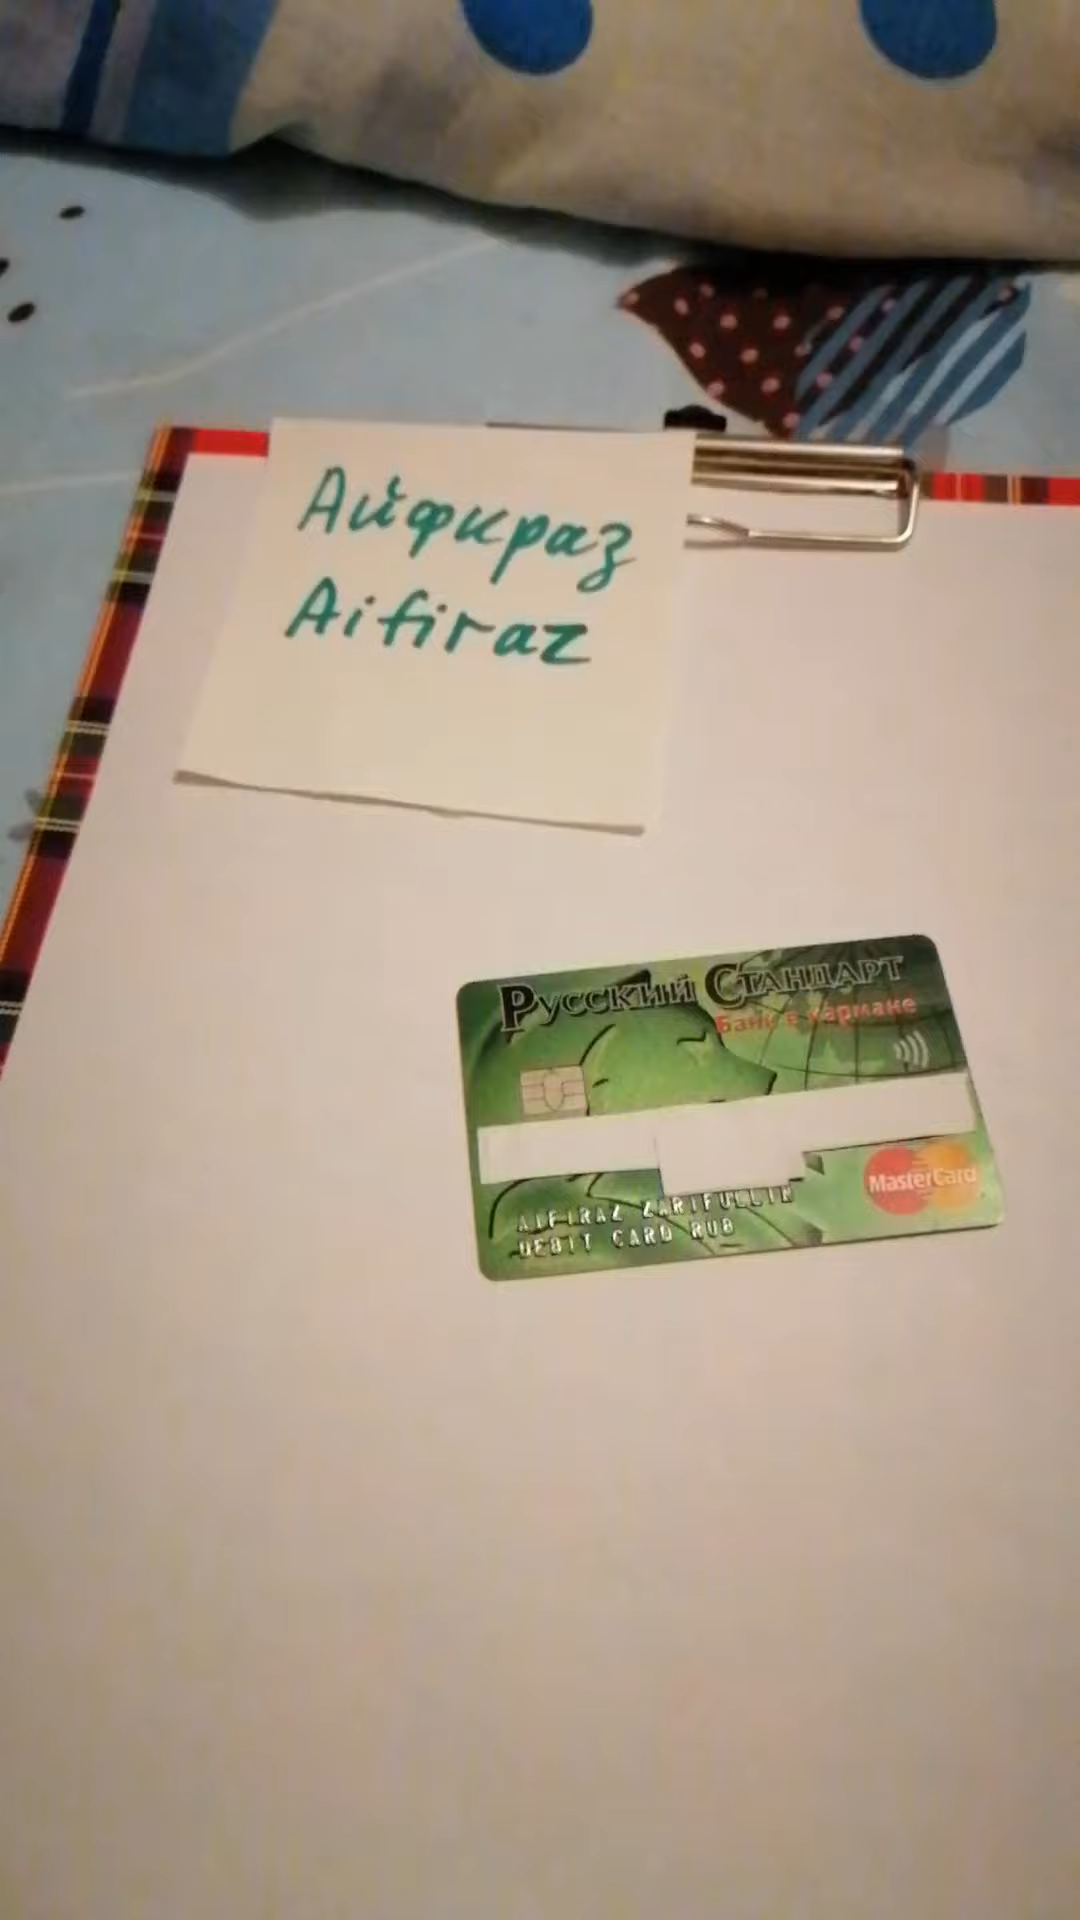 Айфираз
Aifiraz
Русский Стандарт
Банк в кармане
MasterCard
AIFIRAZ ZARIFULLIN
DEBIT CARD RUB